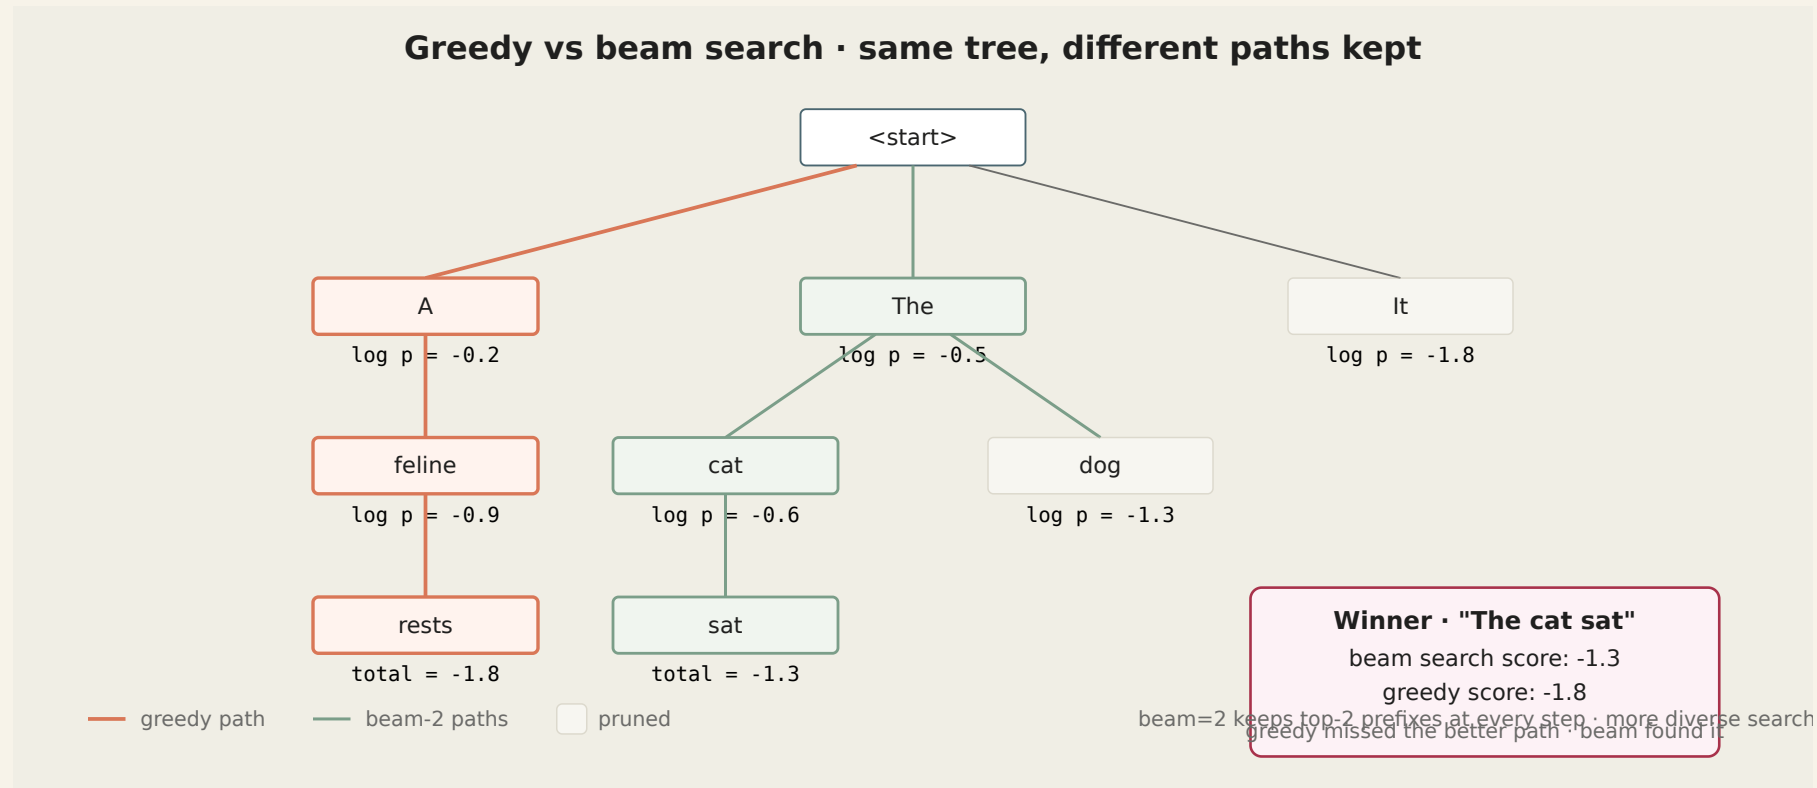 Greedy vs beam search · same tree, different paths kept
<start>
A
The
It
log p = -0.2
log p = -0.5
log p = -1.8
feline
cat
dog
log p = -0.9
log p = -0.6
log p = -1.3
rests
sat
total = -1.8
total = -1.3
Winner · "The cat sat"
beam search score: -1.3
greedy score: -1.8
greedy path
beam-2 paths
pruned
beam=2 keeps top-2 prefixes at every step · more diverse search
greedy missed the better path · beam found it